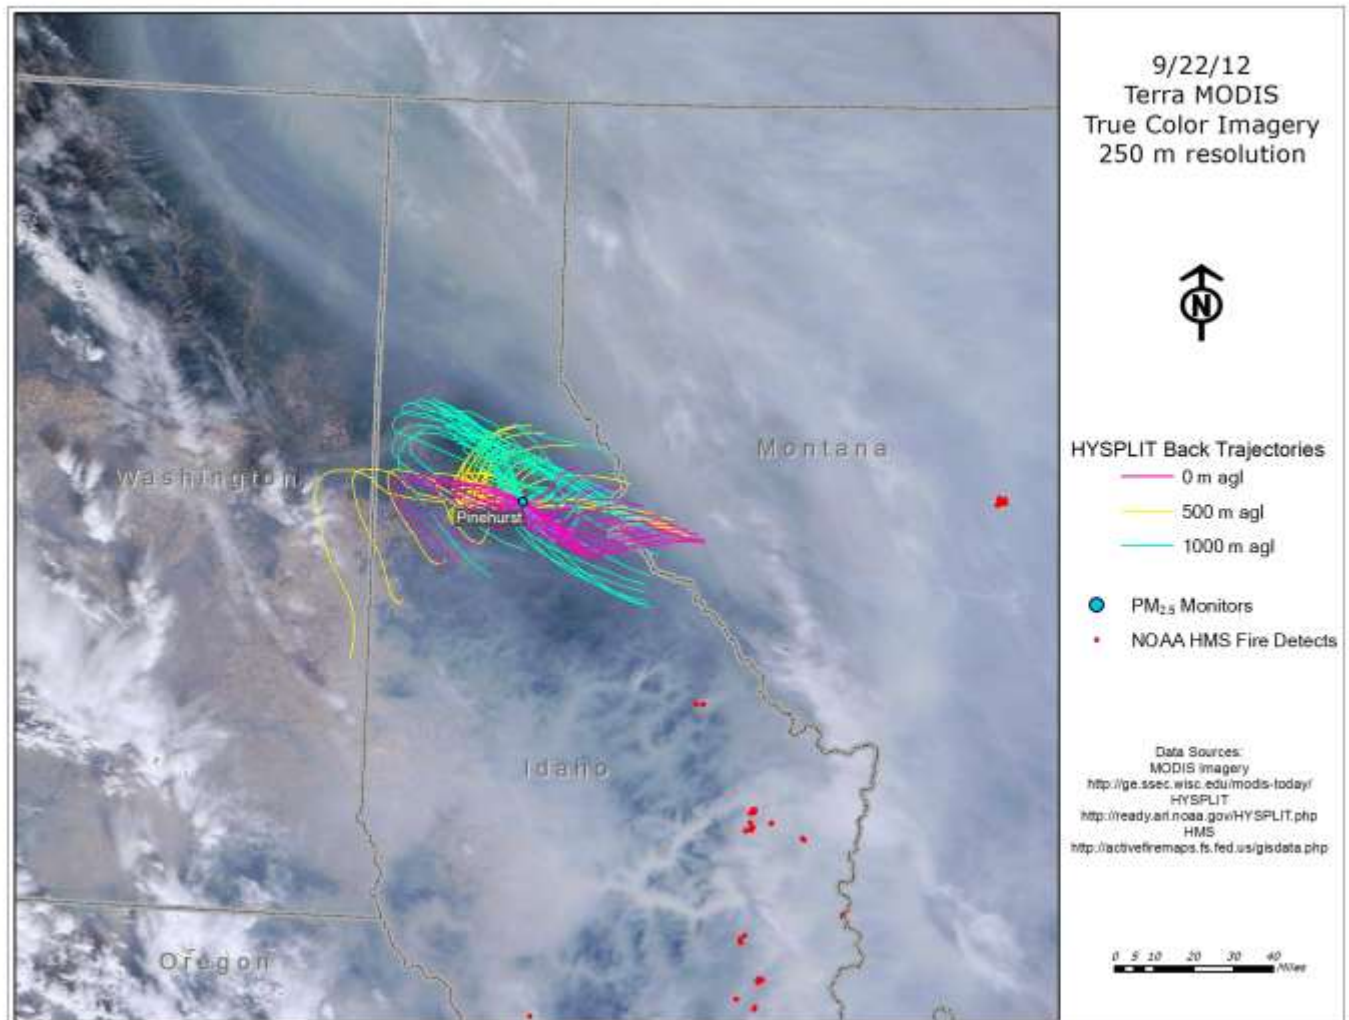 9/22/12
Terra MODIS
True Color Imagery
250 m resolution
N
Montana
Washington
Pinehurst
Idaho
Oregon
HYSPLIT Back Trajectories
0 m agl
500 m agl
1000 m agl
PM2.5 Monitors
NOAA HMS Fire Detects
Data Sources:
MODIS Imagery
http://ge.ssec.wisc.edu/modis-today/
HYSPLIT
http://ready.arl.noaa.gov/HYSPLIT.php
HMS
http://activefiremaps.fs.fed.us/gisdata.php
0 5 10 20 30 40
Miles